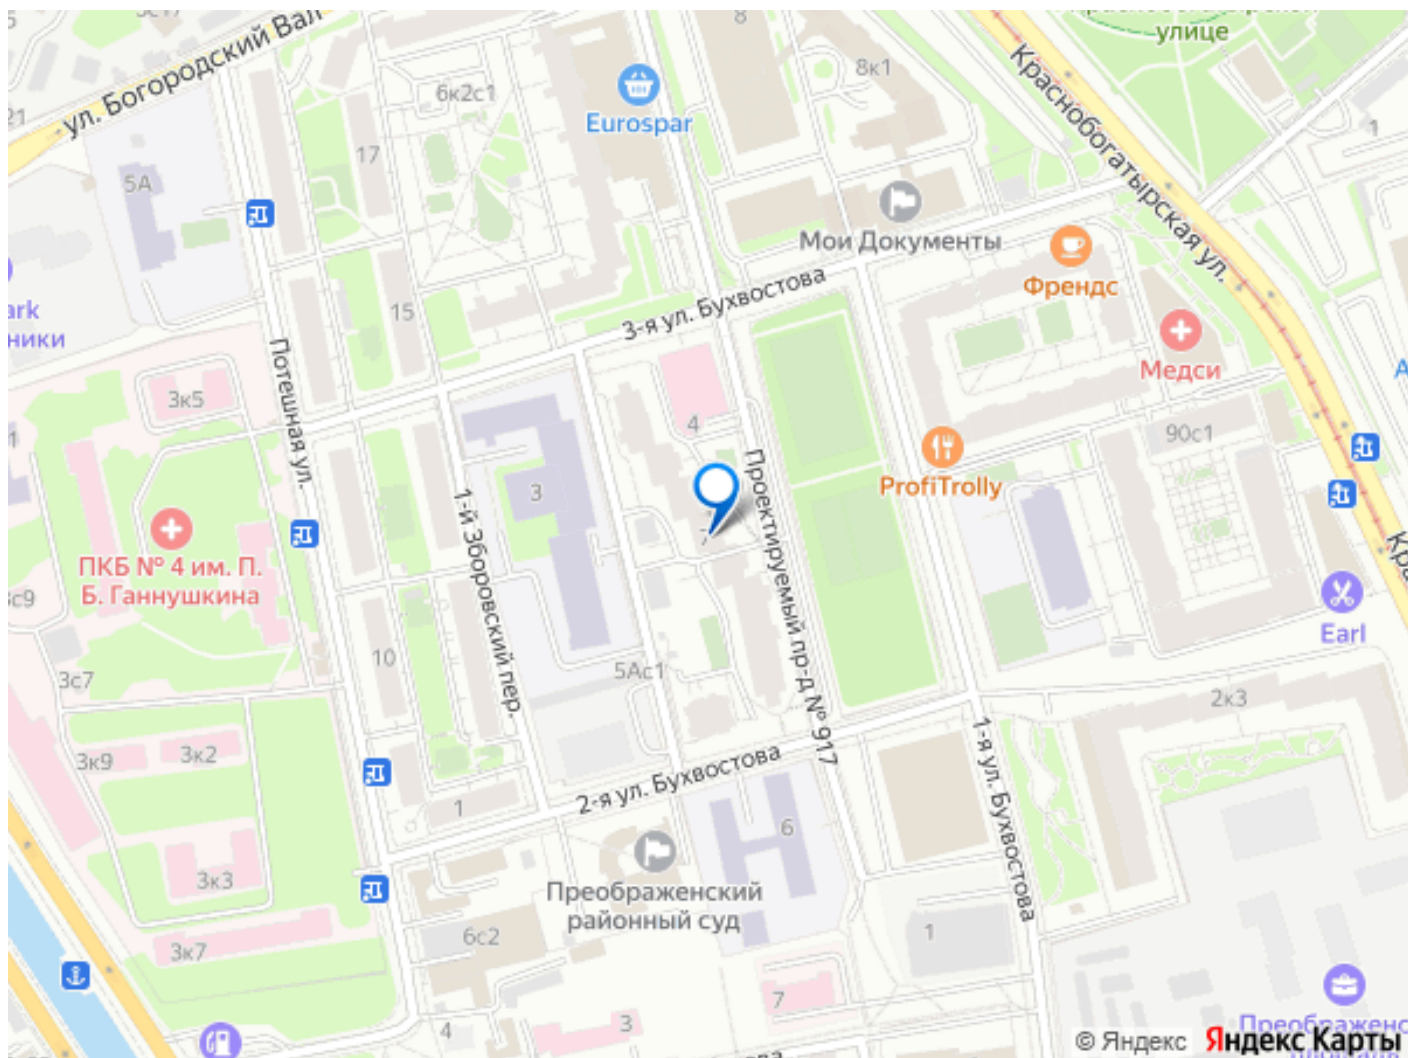 8
улице
8к1
6к2с1
ул. Богородский Вал
Краснобогатырская ул.
Eurospar
1
17
5А
Мои Документы
Френдс
3-я ул. Бухвостова
15
ники
Медси
Потешная ул.
3к5
4
90с1
ProfiTrolly
3
1-й Зборовский пер.
Проектируемый пр-д № 917
ПКБ № 4 им. П.
Б. Ганнушкина
Earl
10
5Ас1
3с7
2к3
3к9
3к2
2-я ул. Бухвостова
1-я ул. Бухвостова
1
6
3к3
Преображенский
районный суд
6с2
1
3к7
7
3
4
© Яндекс Яндекс Карты